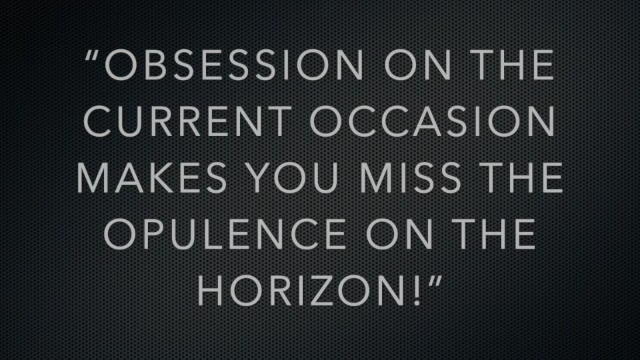 “OBSESSION ON THE
CURRENT OCCASION
MAKES YOU MISS THE
OPULENCE ON THE
HORIZON!”